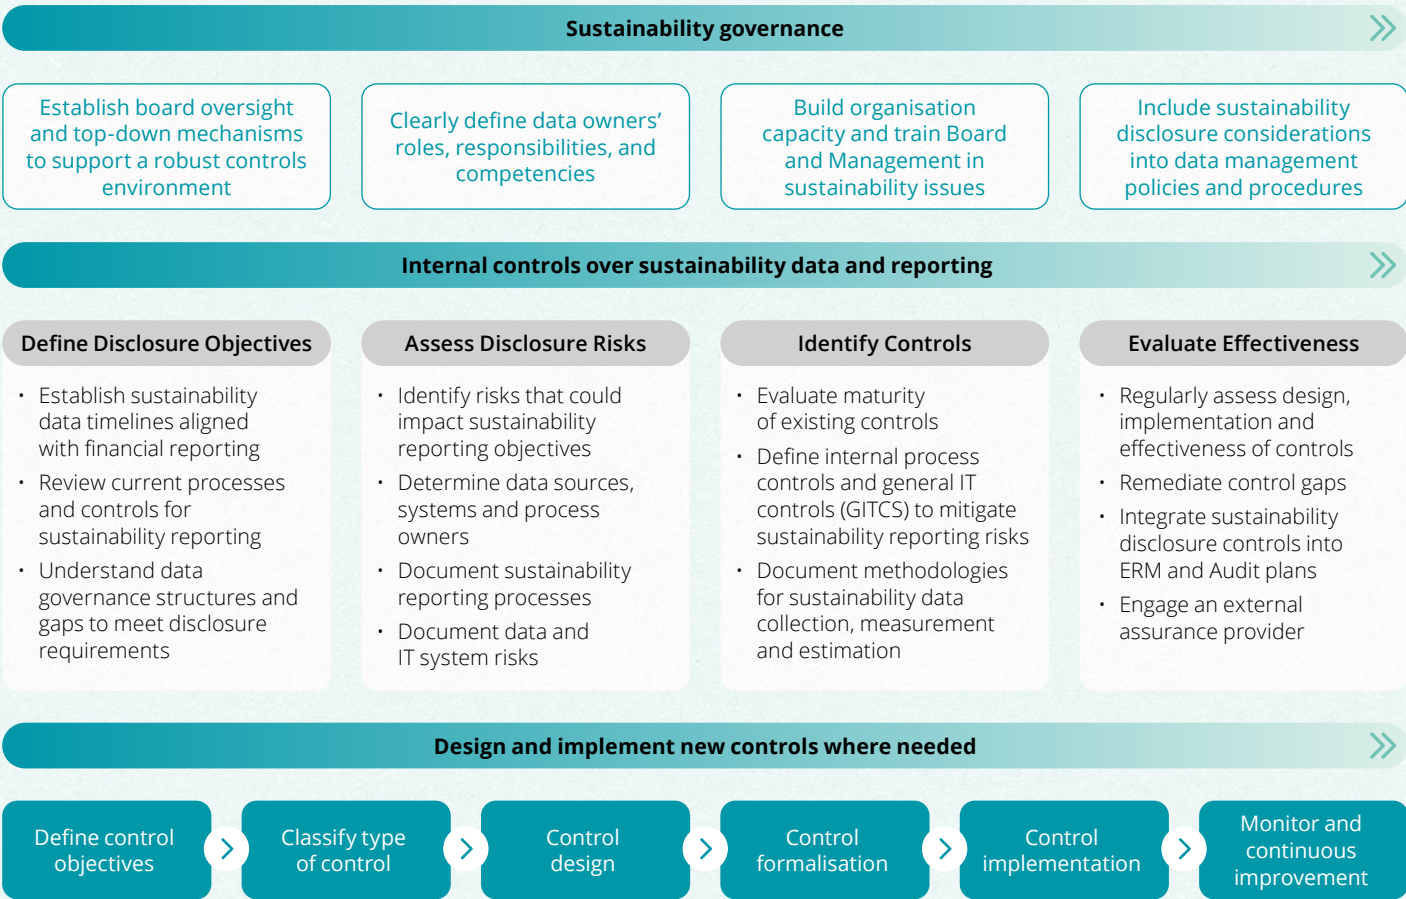 Sustainability governance
Establish board oversight
and top-down mechanisms
to support a robust controls
environment
Clearly define data owners’
roles, responsibilities, and
competencies
Build organisation
capacity and train Board
and Management in
sustainability issues
Include sustainability
disclosure considerations
into data management
policies and procedures
Internal controls over sustainability data and reporting
Define Disclosure Objectives
• Establish sustainability
data timelines aligned
with financial reporting
• Review current processes
and controls for
sustainability reporting
• Understand data
governance structures and
gaps to meet disclosure
requirements
Assess Disclosure Risks
• Identify risks that could
impact sustainability
reporting objectives
• Determine data sources,
systems and process
owners
• Document sustainability
reporting processes
• Document data and
IT system risks
Identify Controls
• Evaluate maturity
of existing controls
• Define internal process
controls and general IT
controls (GITCS) to mitigate
sustainability reporting risks
• Document methodologies
for sustainability data
collection, measurement
and estimation
Evaluate Effectiveness
• Regularly assess design,
implementation and
effectiveness of controls
• Remediate control gaps
• Integrate sustainability
disclosure controls into
ERM and Audit plans
• Engage an external
assurance provider
Design and implement new controls where needed
Define control
objectives
Classify type
of control
Control
design
Control
formalisation
Control
implementation
Monitor and
continuous
improvement